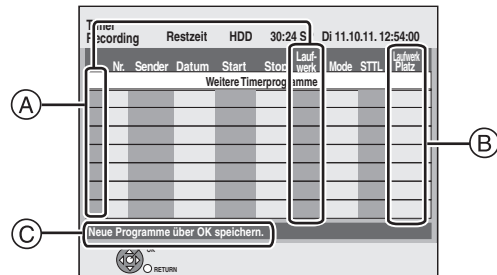 Timer
Recording Restzeit HDD 30:24 S Di 11.10.11. 12:54:00
Nr. Sender Datum Start Stop Lauf-werk Mode STTL Laufwerk Platz
Weitere Timerprogramme
A
B
C
Neue Programme über OK speichern.
OK
RETURN